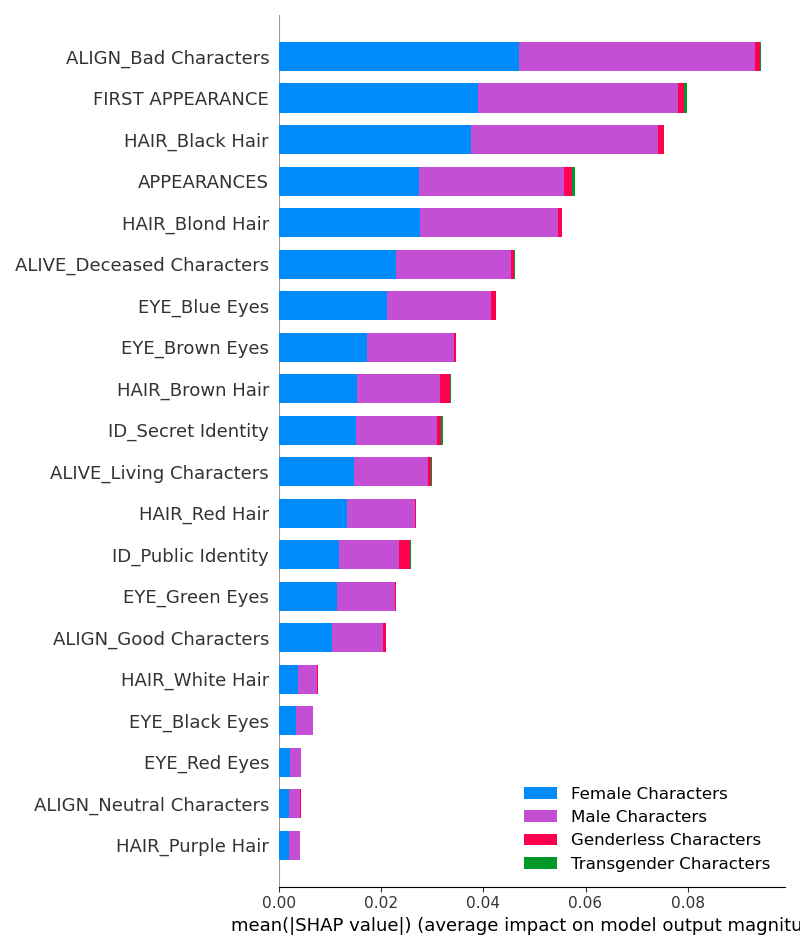 ALIGN_Bad Characters
FIRST APPEARANCE
HAIR_Black Hair
APPEARANCES
HAIR_Blond Hair
ALIVE_Deceased Characters
EYE_Blue Eyes
EYE_Brown Eyes
HAIR_Brown Hair
ID_Secret Identity
ALIVE_Living Characters
HAIR_Red Hair
ID_Public Identity
EYE_Green Eyes
ALIGN_Good Characters
HAIR_White Hair
EYE_Black Eyes
EYE_Red Eyes
ALIGN_Neutral Characters
HAIR_Purple Hair
Female Characters
Male Characters
Genderless Characters
Transgender Characters
0.00 0.02 0.04 0.06 0.08
mean(|SHAP value|) (average impact on model output magnitu